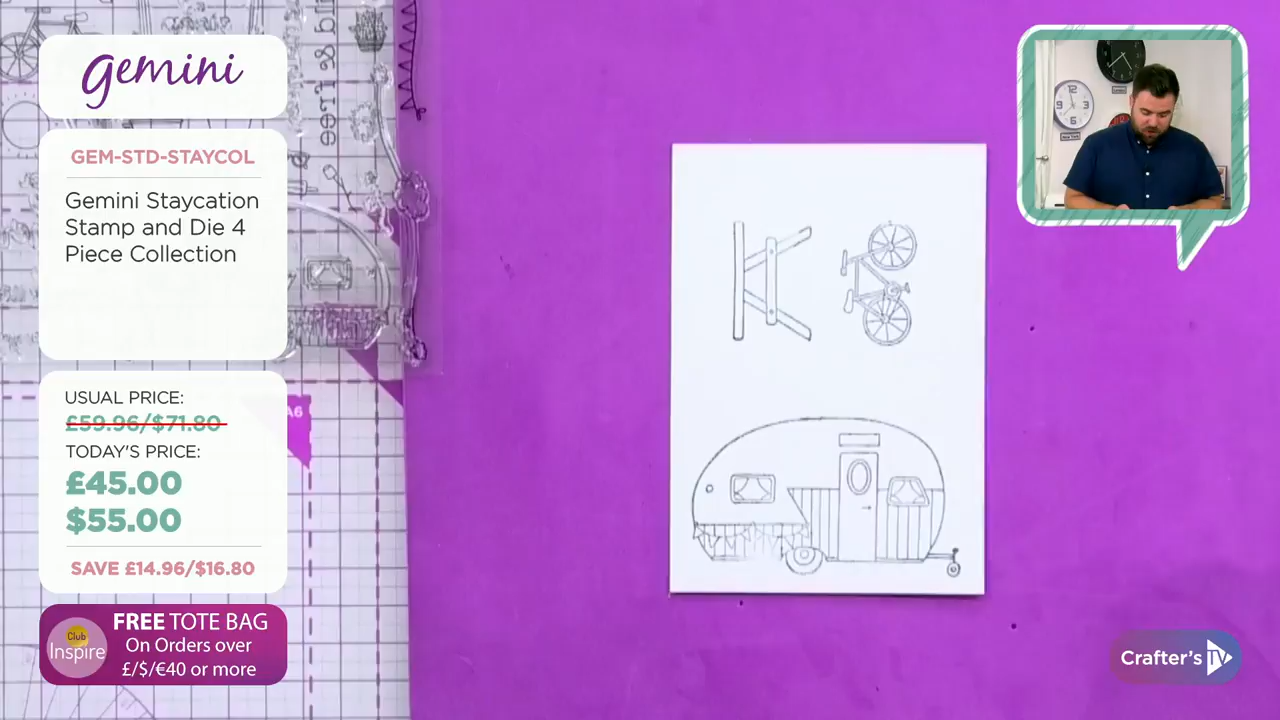 gemini
GEM-STD-STAYCOL
Gemini Staycation
Stamp and Die 4
Piece Collection
USUAL PRICE:
£59.96/$71.80
TODAY'S PRICE:
£45.00
$55.00
SAVE £14.96/$16.80
Club
Inspire
FREE TOTE BAG
On Orders over
£/$/€40 or more
& Free
A6
Crafter's TV